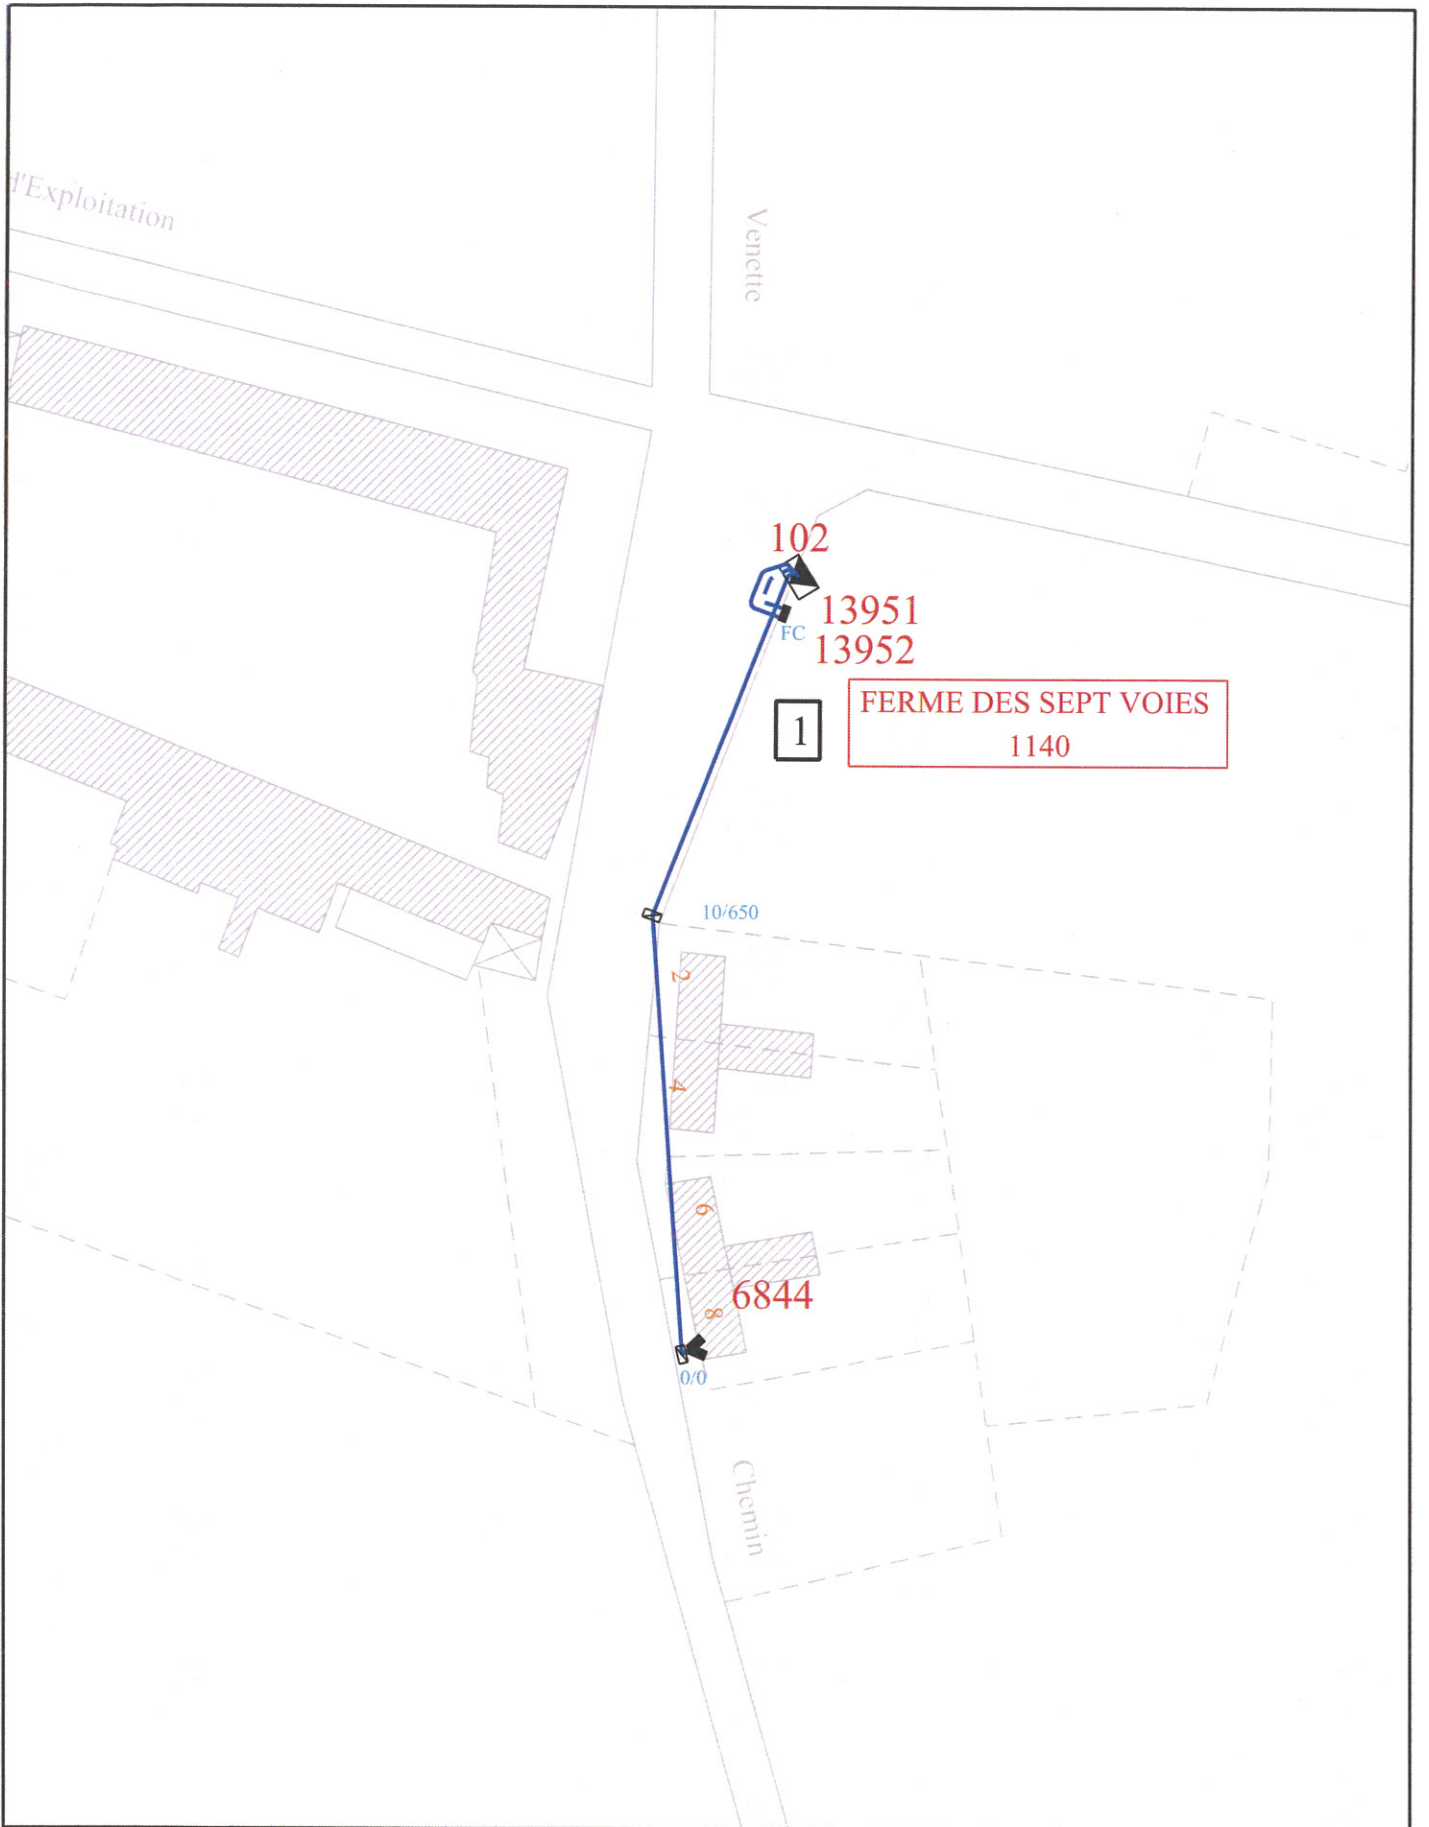 d'Exploitation
Venette
102
13951
FC
13952
1
FERME DES SEPT VOIES
1140
10/650
2
4
6
6844
8
0/0
Chemin